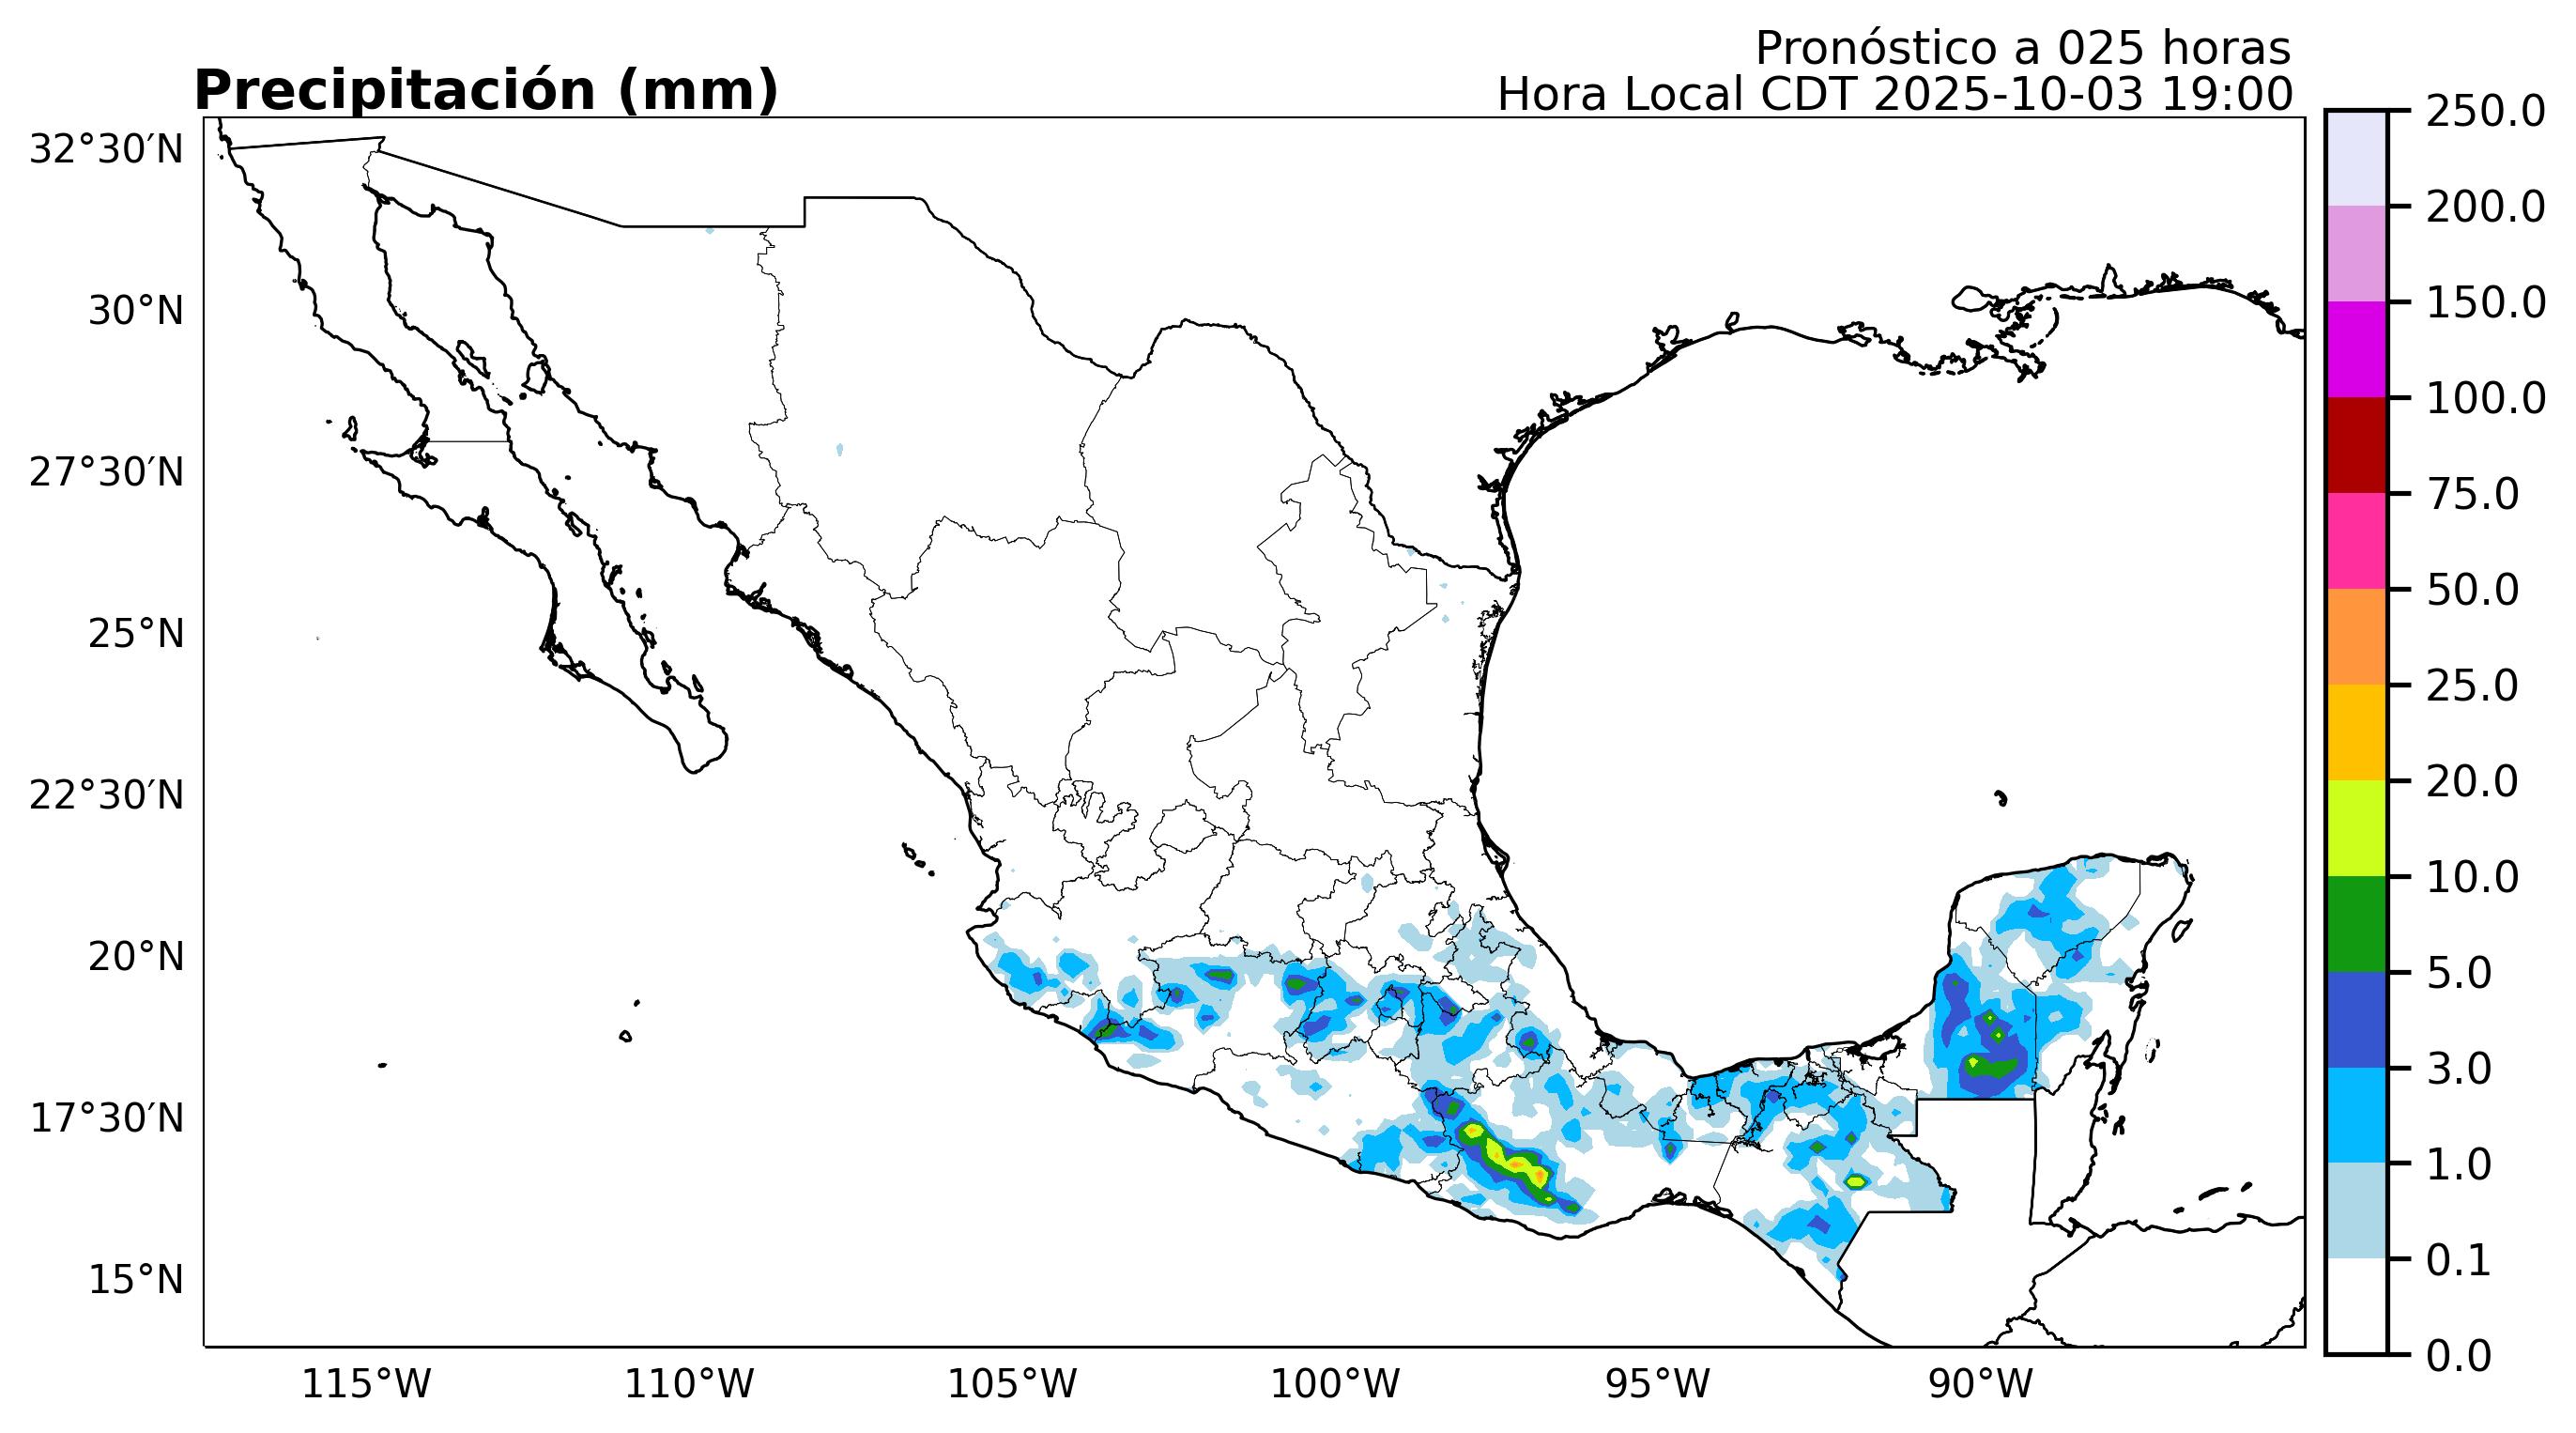 Pronóstico a 025 horas
Precipitación (mm)
Hora Local CDT 2025-10-03 19:00
32°30′N
30°N
27°30′N
25°N
22°30′N
20°N
17°30′N
15°N
115°W
110°W
105°W
100°W
95°W
90°W
250.0
200.0
150.0
100.0
75.0
50.0
25.0
20.0
10.0
5.0
3.0
1.0
0.1
0.0